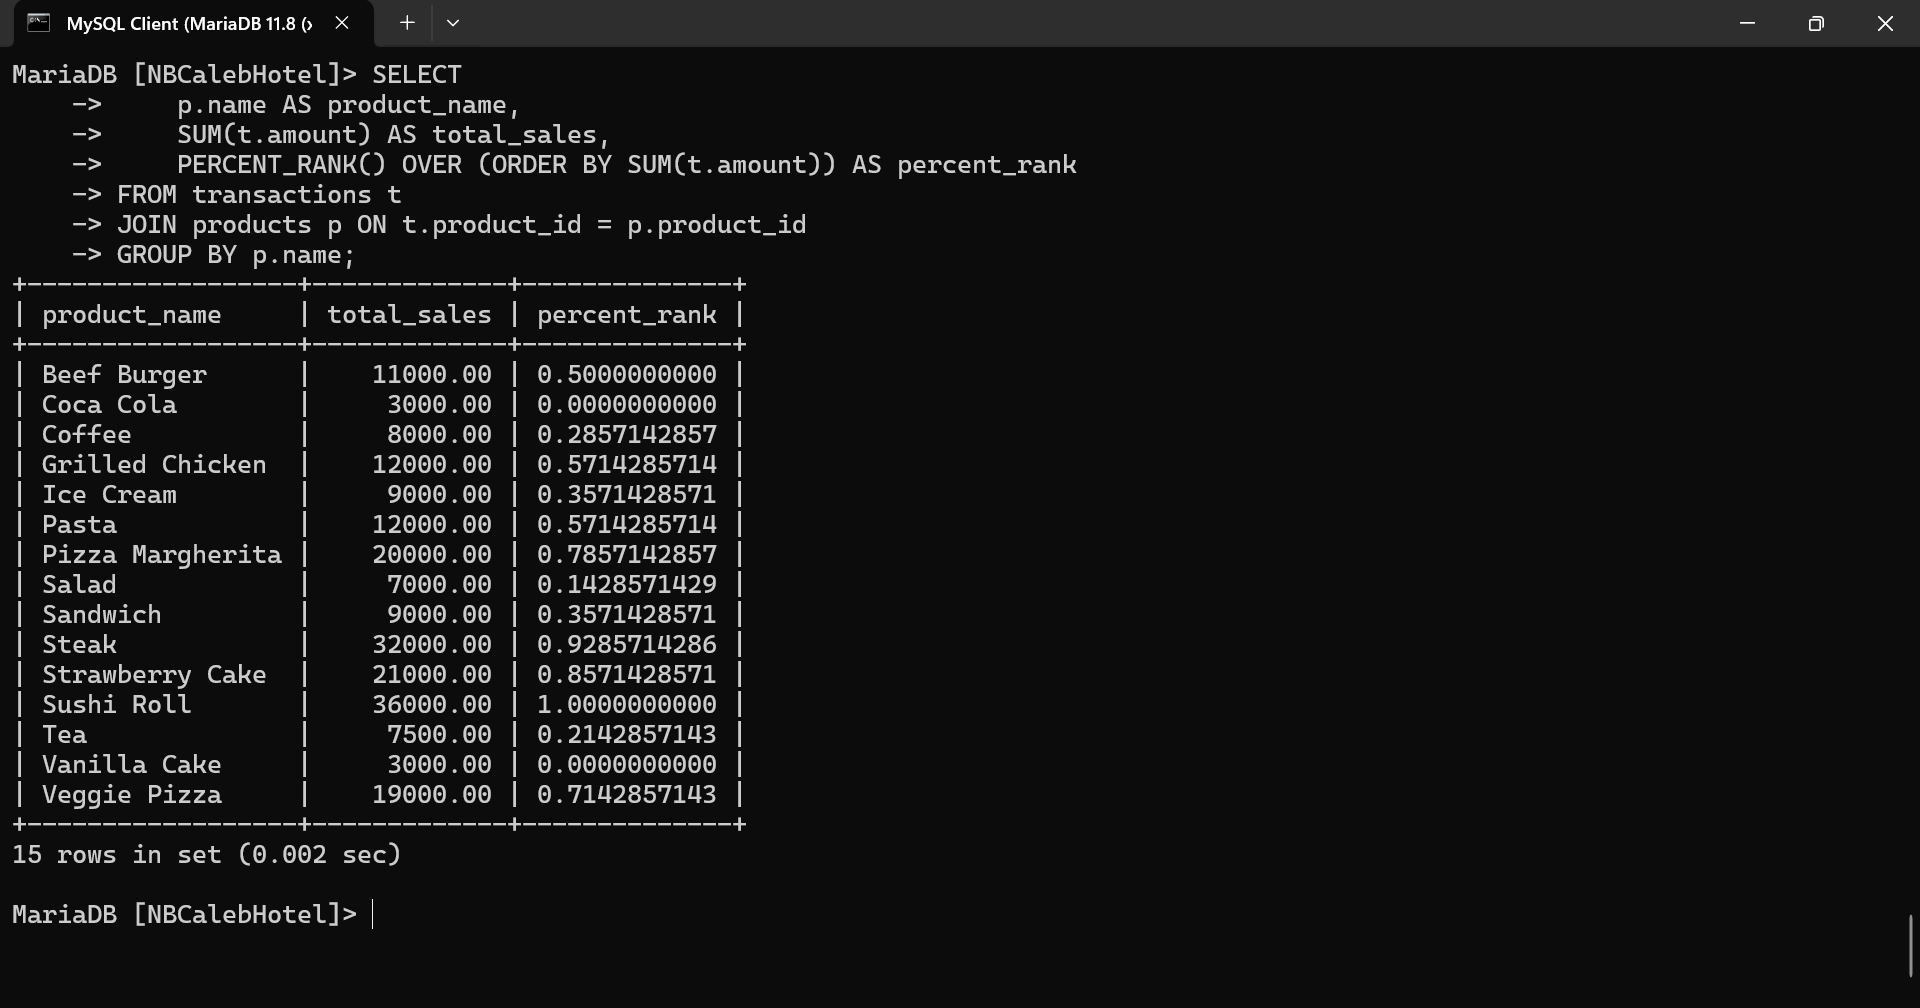 MySQL Client (MariaDB 11.8 (x
MariaDB [NBCalebHotel]> SELECT
    ->     p.name AS product_name,
    ->     SUM(t.amount) AS total_sales,
    ->     PERCENT_RANK() OVER (ORDER BY SUM(t.amount)) AS percent_rank
    -> FROM transactions t
    -> JOIN products p ON t.product_id = p.product_id
    -> GROUP BY p.name;
+------------------+-------------+--------------+
| product_name     | total_sales | percent_rank |
+------------------+-------------+--------------+
| Beef Burger      |    11000.00 | 0.5000000000 |
| Coca Cola        |     3000.00 | 0.0000000000 |
| Coffee           |     8000.00 | 0.2857142857 |
| Grilled Chicken  |    12000.00 | 0.5714285714 |
| Ice Cream        |     9000.00 | 0.3571428571 |
| Pasta            |    12000.00 | 0.5714285714 |
| Pizza Margherita |    20000.00 | 0.7857142857 |
| Salad            |     7000.00 | 0.1428571429 |
| Sandwich         |     9000.00 | 0.3571428571 |
| Steak            |    32000.00 | 0.9285714286 |
| Strawberry Cake  |    21000.00 | 0.8571428571 |
| Sushi Roll       |    36000.00 | 1.0000000000 |
| Tea              |     7500.00 | 0.2142857143 |
| Vanilla Cake     |     3000.00 | 0.0000000000 |
| Veggie Pizza     |    19000.00 | 0.7142857143 |
+------------------+-------------+--------------+
15 rows in set (0.002 sec)
MariaDB [NBCalebHotel]>